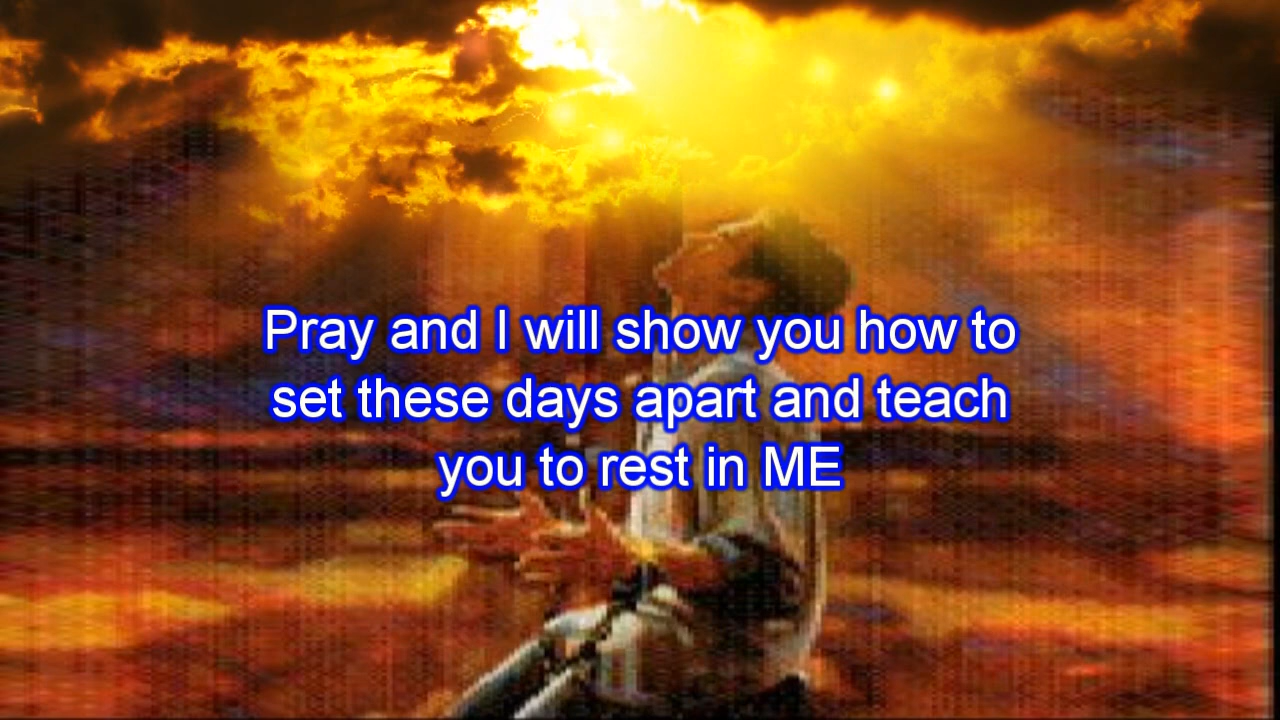 Pray and I will show you how to
set these days apart and teach
you to rest in ME